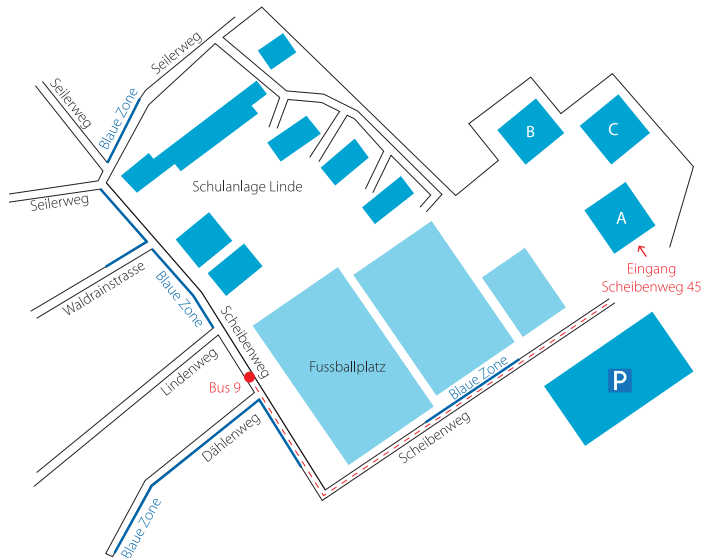 Seilerweg
Seilerweg
Blaue Zone
B
C
Schulanlage Linde
Seilerweg
A
Eingang
Scheibenweg 45
Waldrainstrasse
Blaue Zone
Scheibenweg
Lindenweg
Bus 9
Fussballplatz
Blaue Zone
P
Dählenweg
Scheibenweg
Blaue Zone